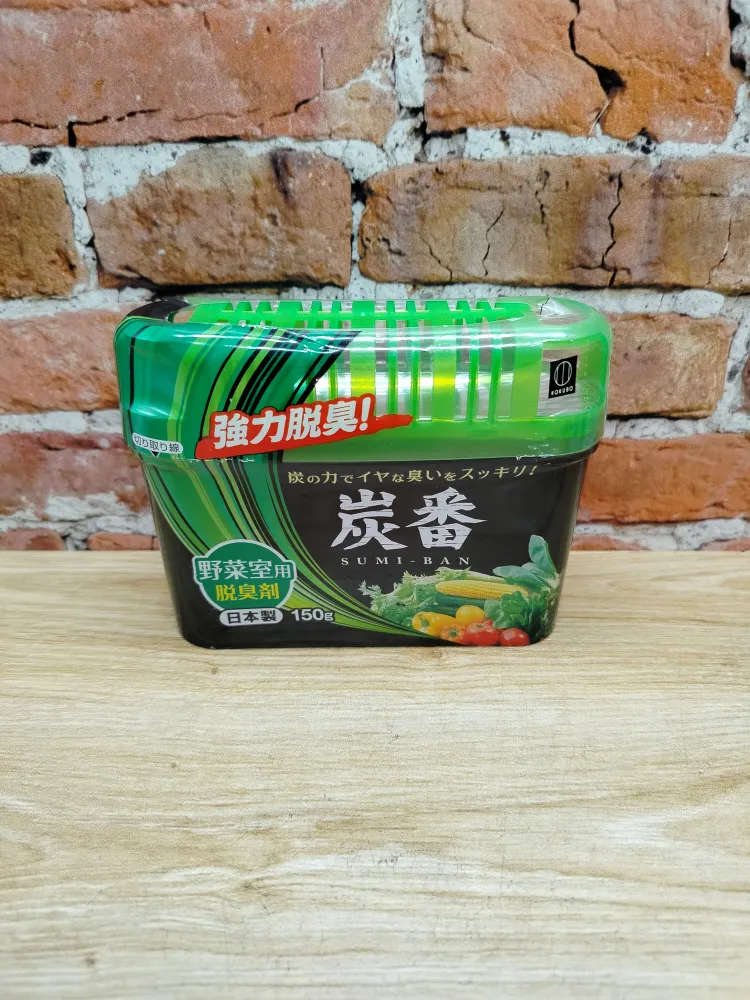 KOKUBO
強力脱臭!
切り取り線
炭の力でイヤな臭いをスッキリ!
炭番
SUMI-BAN
野菜室用
脱臭剤
日本製 150g